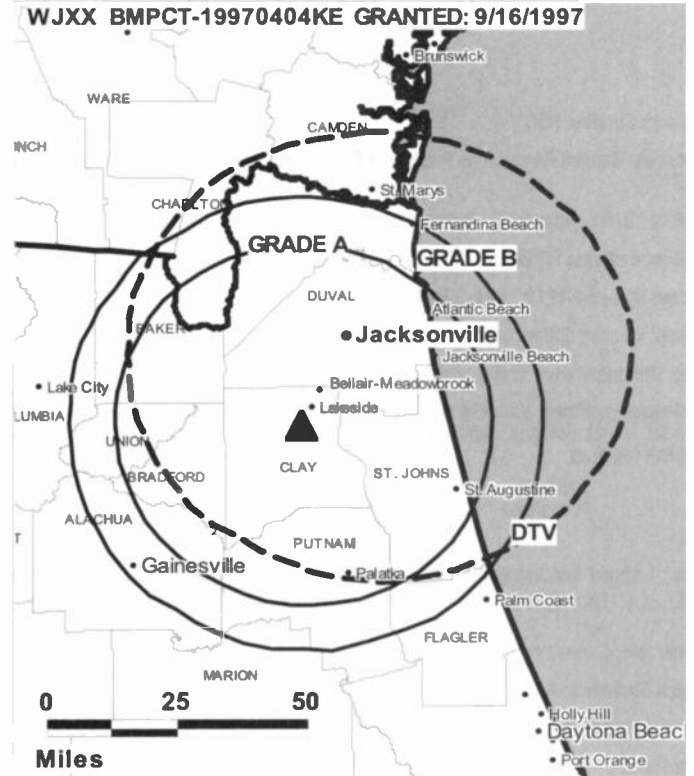 WJXX BMPCT-19970404KE GRANTED: 9/16/1997
Brunswick
WARE
CAMDEN
INCH
St. Marys
CHARLTON
Fernandina Beach
GRADE A
GRADE B
DUVAL
Atlantic Beach
BAKER
Jacksonville
Jacksonville Beach
Lake City
Bellair-Meadowbrook
Lakeside
LUMBIA
UNION
CLAY
BRADFORD
ST. JOHNS
St. Augustine
ALACHUA
DTV
T
PUTNAM
Gainesville
Palatka
Palm Coast
FLAGLER
MARION
0 25 50
Holly Hill
Daytona Beac
Miles
Port Orange